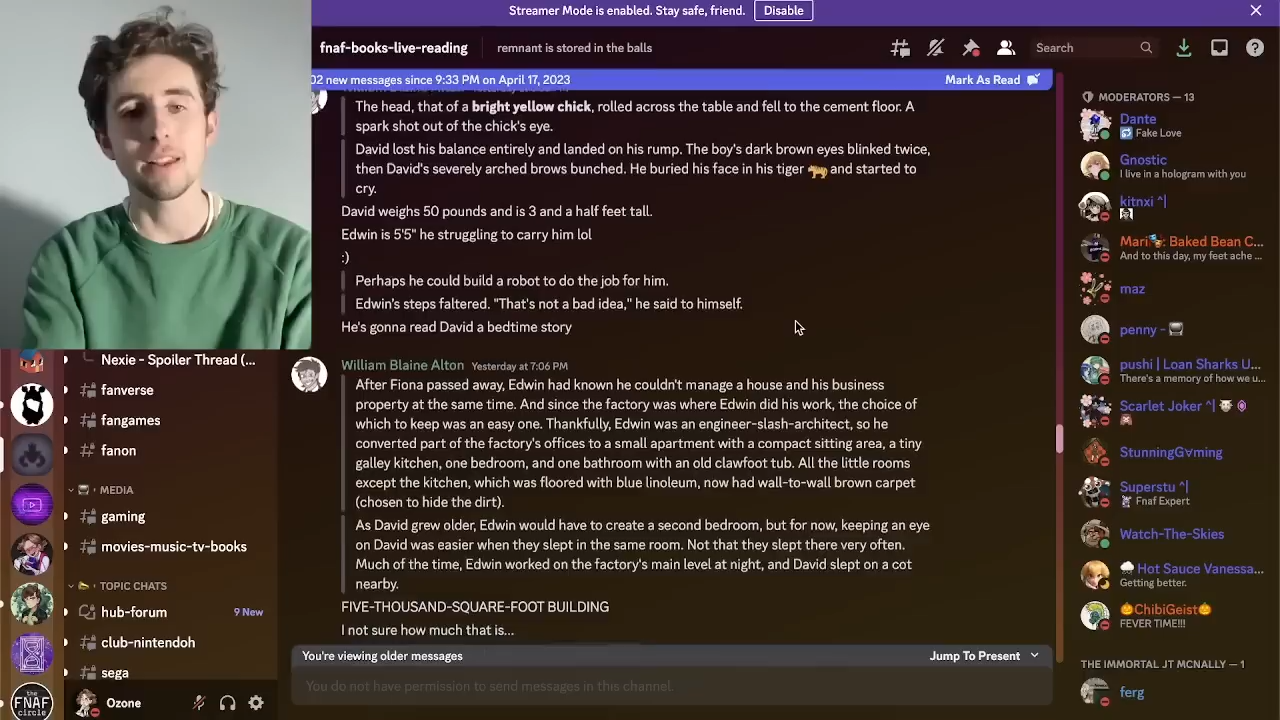 Streamer Mode is enabled. Stay safe, friend.
Disable
fnaf-books-live-reading
remnant is stored in the balls
Search
02 new messages since 9:33 PM on April 17, 2023
Mark As Read
The head, that of a bright yellow chick, rolled across the table and fell to the cement floor. A
spark shot out of the chick's eye.
David lost his balance entirely and landed on his rump. The boy's dark brown eyes blinked twice,
then David's severely arched brows bunched. He buried his face in his tiger 🐅 and started to
cry.
David weighs 50 pounds and is 3 and a half feet tall.
Edwin is 5'5" he struggling to carry him lol
:)
Perhaps he could build a robot to do the job for him.
Edwin's steps faltered. "That's not a bad idea," he said to himself.
He's gonna read David a bedtime story
William Blaine Alton Yesterday at 7:06 PM
After Fiona passed away, Edwin had known he couldn't manage a house and his business
property at the same time. And since the factory was where Edwin did his work, the choice of
which to keep was an easy one. Thankfully, Edwin was an engineer-slash-architect, so he
converted part of the factory's offices to a small apartment with a compact sitting area, a tiny
galley kitchen, one bedroom, and one bathroom with an old clawfoot tub. All the little rooms
except the kitchen, which was floored with blue linoleum, now had wall-to-wall brown carpet
(chosen to hide the dirt).
As David grew older, Edwin would have to create a second bedroom, but for now, keeping an eye
on David was easier when they slept in the same room. Not that they slept there very often.
Much of the time, Edwin worked on the factory's main level at night, and David slept on a cot
nearby.
FIVE-THOUSAND-SQUARE-FOOT BUILDING
I not sure how much that is...
You're viewing older messages
Jump To Present
You do not have permission to send messages in this channel.
Nexie - Spoiler Thread (...
fanverse
fangames
fanon
MEDIA
gaming
movies-music-tv-books
TOPIC CHATS
hub-forum
9 New
club-nintendoh
sega
the
FNAF
circle
Ozone
MODERATORS — 13
Dante
Fake Love
Gnostic
I live in a hologram with you
kitnxi ^|
Mari: Baked Bean C...
And to this day, my feet ache ...
maz
penny -
pushi | Loan Sharks U...
There's a memory of how we u...
Scarlet Joker ^|
StunningG∀ming
Superstu ^|
Fnaf Expert
Watch-The-Skies
Hot Sauce Vanessa...
Getting better.
🎃ChibiGeist🎃
FEVER TIME!!!
THE IMMORTAL JT MCNALLY — 1
ferg